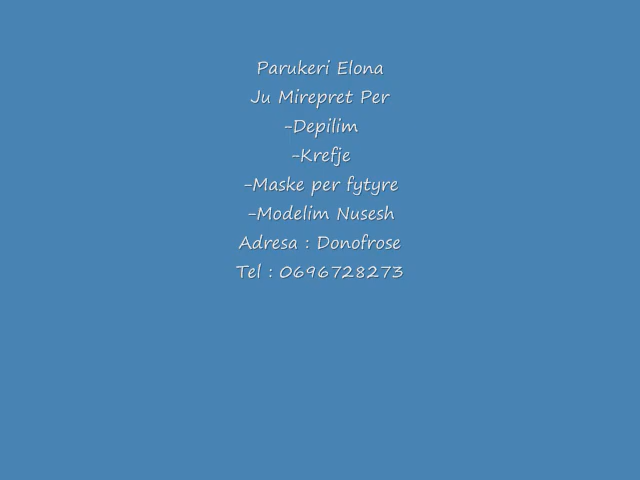 Parukeri Elona
Ju Mirepret Per
-Depilim
-Krefje
-Maske per fytyre
-Modelim Nusesh
Adresa : Donofrose
Tel : 0696728273